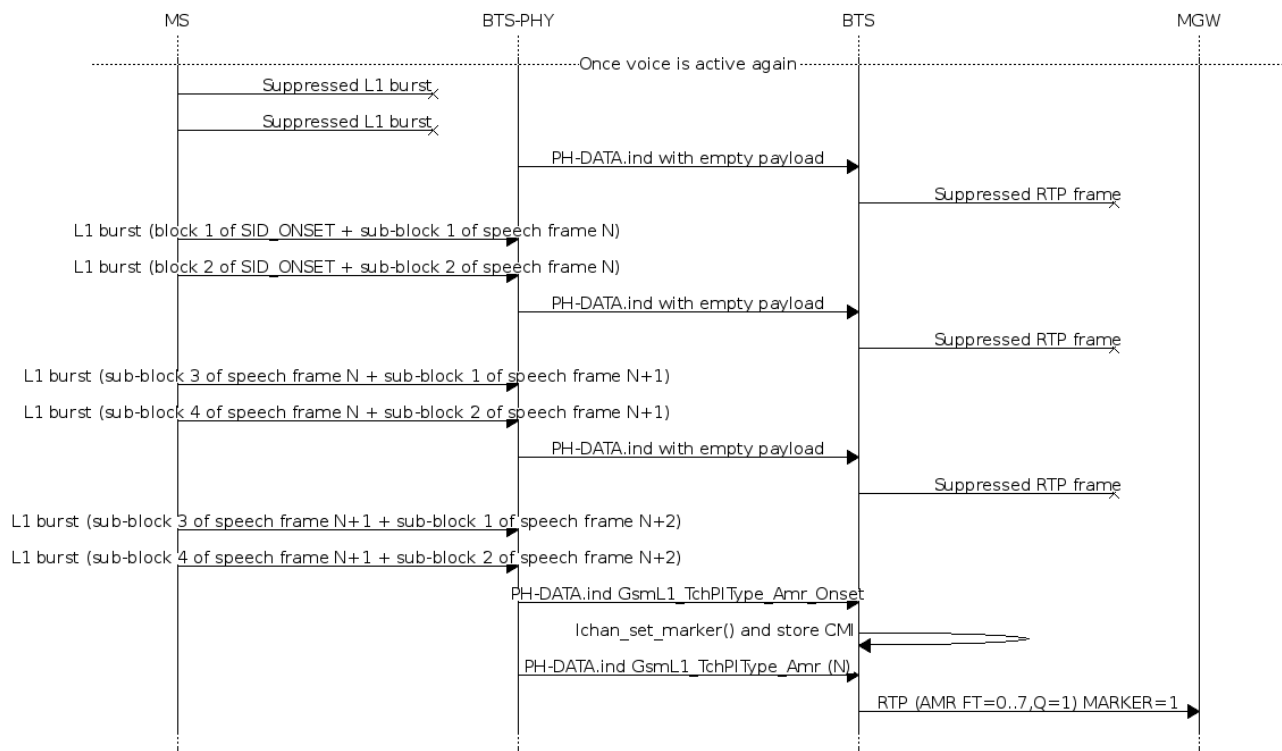 MS BTS-PHY BTS MGW
Once voice is active again
Suppressed L1 burst
Suppressed L1 burst
PH-DATA.ind with empty payload
Suppressed RTP frame
L1 burst (block 1 of SID_ONSET + sub-block 1 of speech frame N)
L1 burst (block 2 of SID_ONSET + sub-block 2 of speech frame N)
PH-DATA.ind with empty payload
Suppressed RTP frame
L1 burst (sub-block 3 of speech frame N + sub-block 1 of speech frame N+1)
L1 burst (sub-block 4 of speech frame N + sub-block 2 of speech frame N+1)
PH-DATA.ind with empty payload
Suppressed RTP frame
L1 burst (sub-block 3 of speech frame N+1 + sub-block 1 of speech frame N+2)
L1 burst (sub-block 4 of speech frame N+1 + sub-block 2 of speech frame N+2)
PH-DATA.ind GsmL1_TchPlType_Amr_Onset
lchan_set_marker() and store CMI
PH-DATA.ind GsmL1_TchPlType_Amr (N)
RTP (AMR FT=0..7,Q=1) MARKER=1